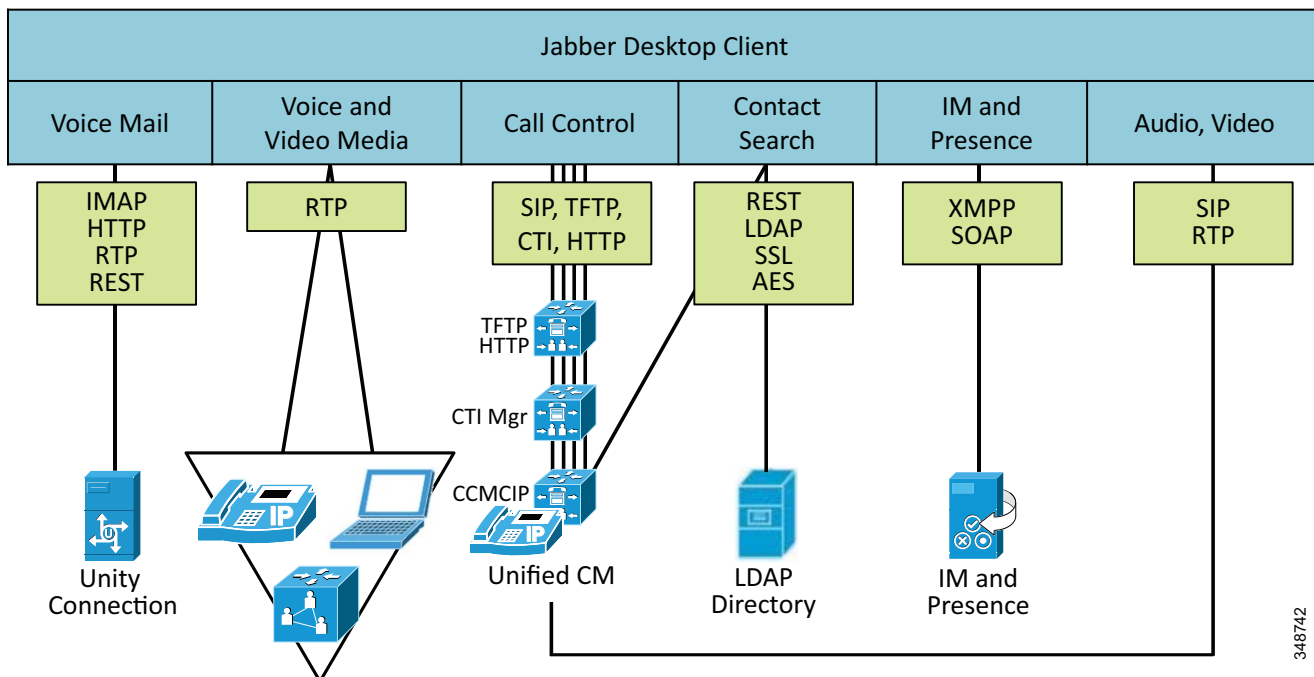 Jabber Desktop Client
Voice Mail
Voice and
Video Media
Call Control
Contact
Search
IM and
Presence
Audio, Video
IMAP
HTTP
RTP
REST
RTP
SIP, TFTP,
CTI, HTTP
REST
LDAP
SSL
AES
XMPP
SOAP
SIP
RTP
TFTP
HTTP
CTI Mgr
CCMCIP
IP
IP
U
Unity
Connection
Unified CM
LDAP
Directory
IM and
Presence
348742